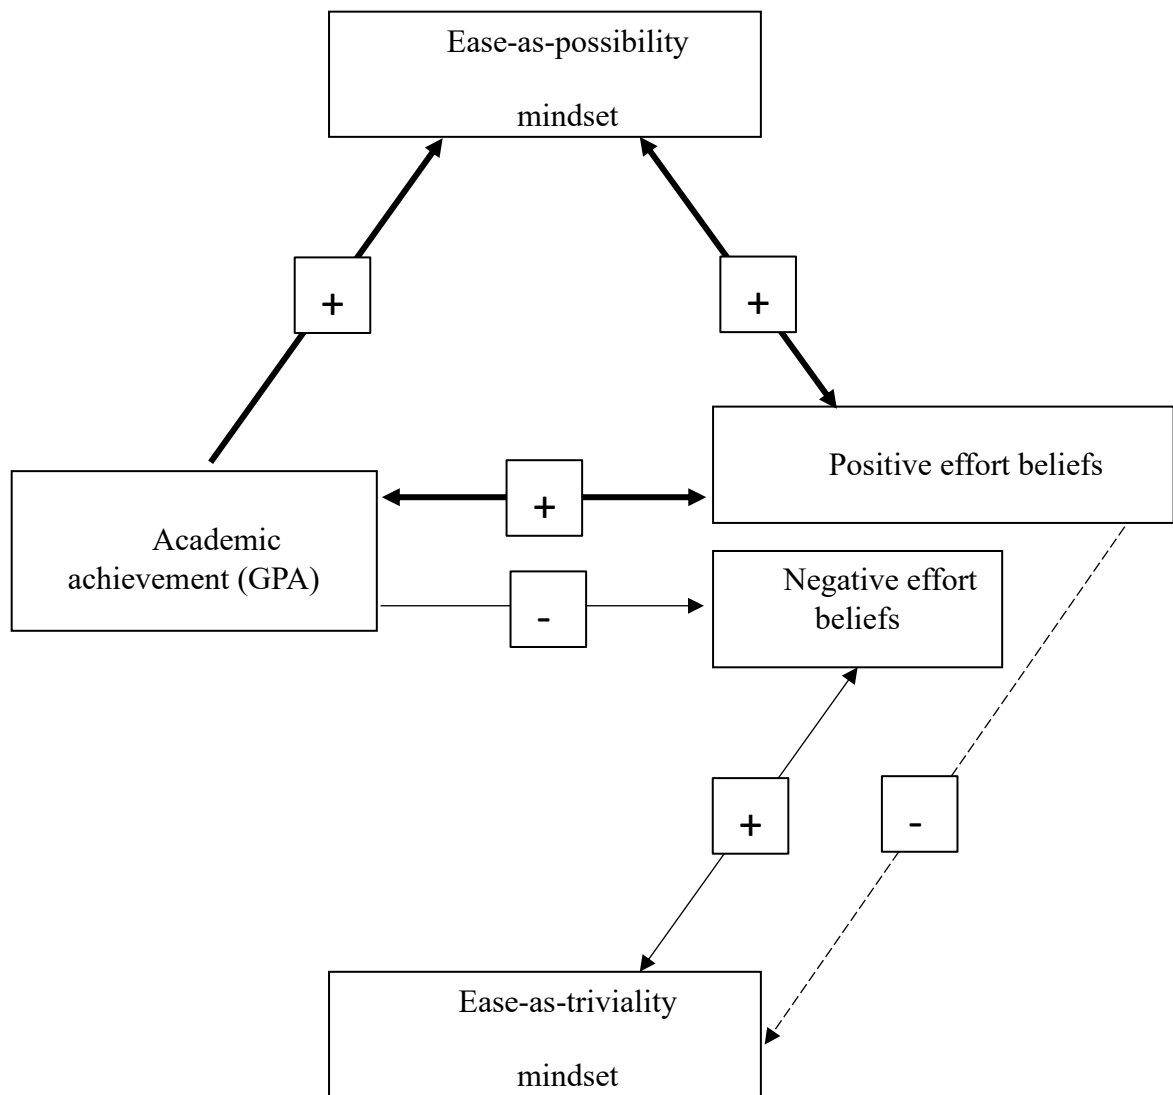 Ease-as-possibility
mindset
+
+
Positive effort beliefs
+
Academic
achievement (GPA)
Negative effort
beliefs
-
+
-
Ease-as-triviality
mindset